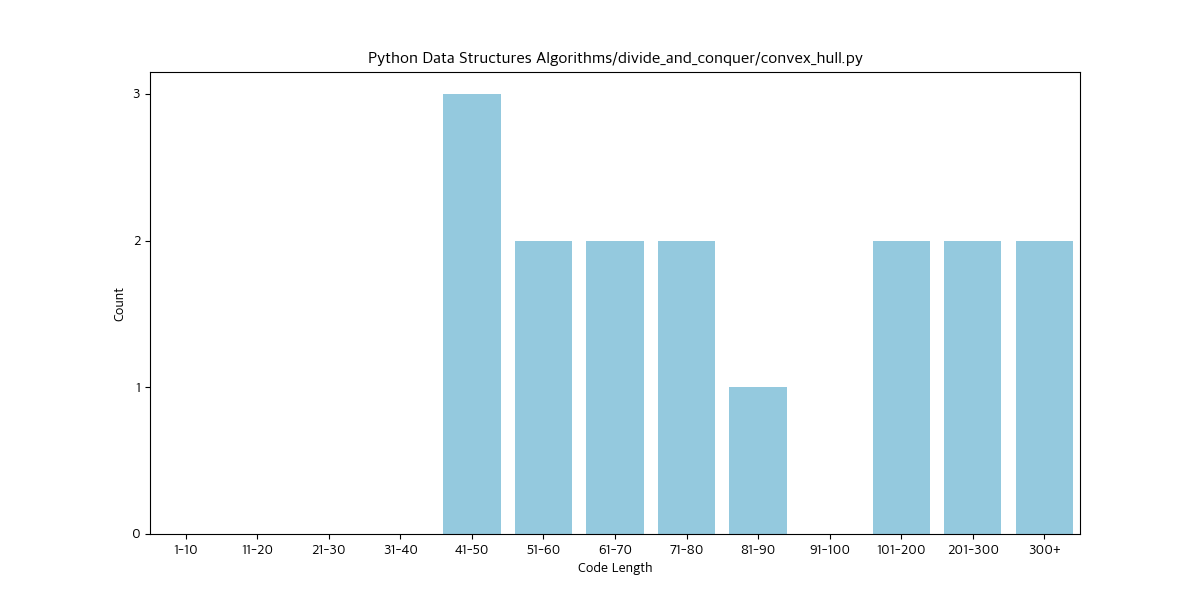 Python Data Structures Algorithms/divide_and_conquer/convex_hull.py
3
2
1
0
Count
1-10 11-20 21-30 31-40 41-50 51-60 61-70 71-80 81-90 91-100 101-200 201-300 300+
Code Length